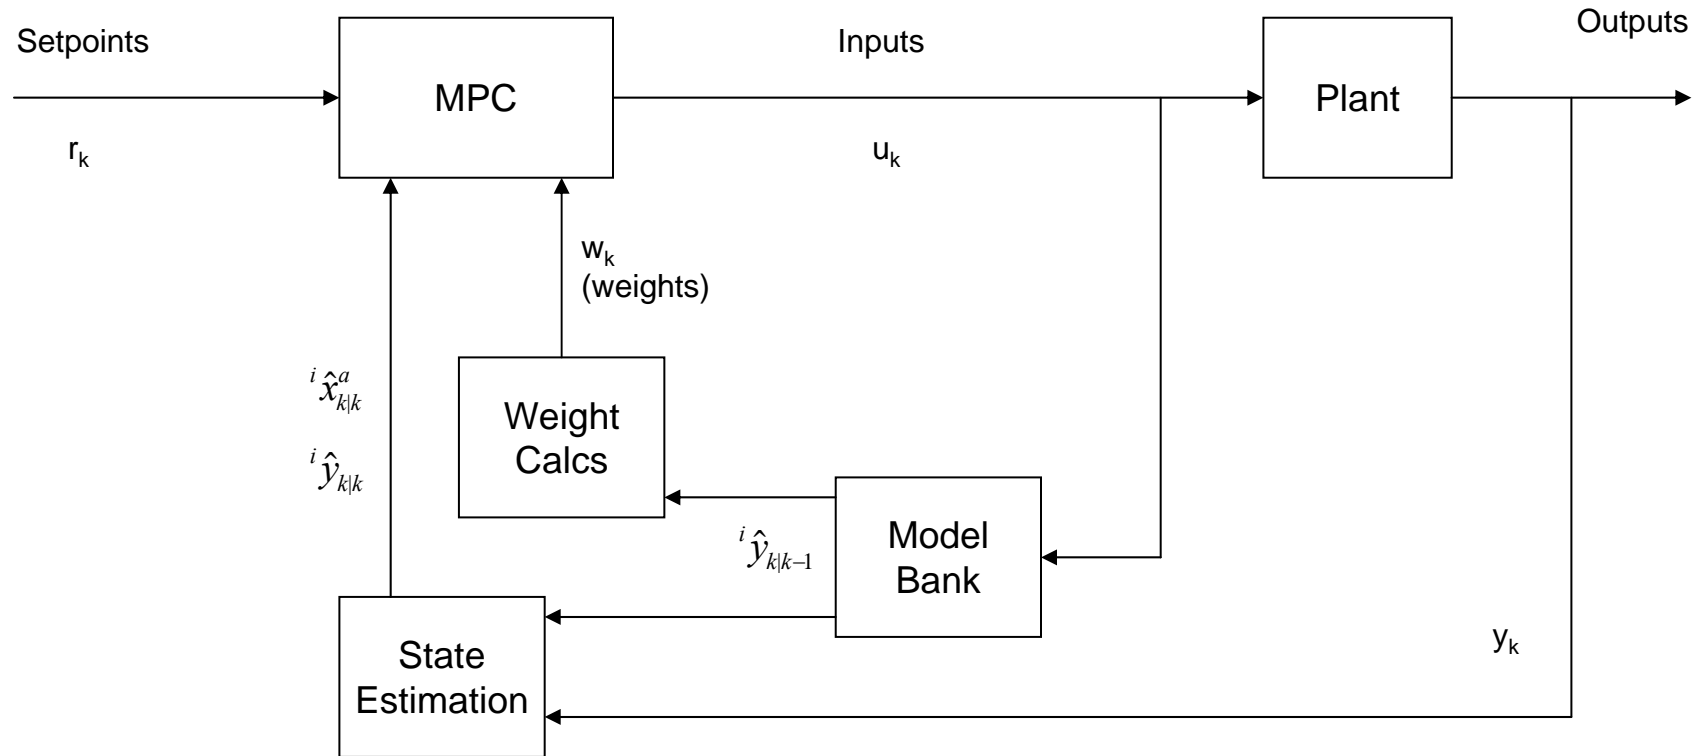 Setpoints
Inputs
Outputs
MPC
Plant
r_k
u_k
w_k
(weights)
^i x̂^a_{k|k}
^i ŷ_{k|k}
Weight
Calcs
^i ŷ_{k|k−1}
Model
Bank
State
Estimation
y_k